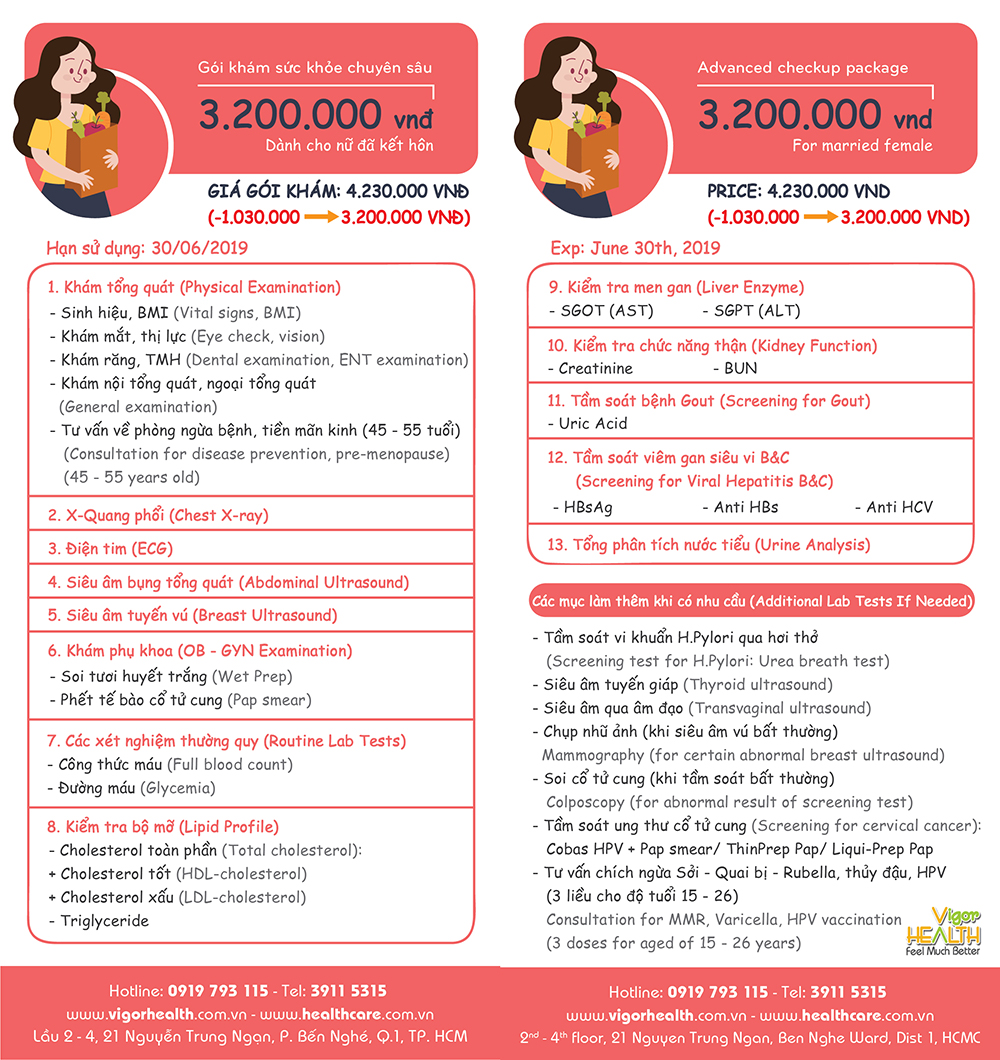 Gói khám sức khỏe chuyên sâu
3.200.000 vnđ
Dành cho nữ đã kết hôn
GIÁ GÓI KHÁM: 4.230.000 VNĐ
(-1.030.000 → 3.200.000 VNĐ)
Hạn sử dụng: 30/06/2019
1. Khám tổng quát (Physical Examination)
- Sinh hiệu, BMI (Vital signs, BMI)
- Khám mắt, thị lực (Eye check, vision)
- Khám răng, TMH (Dental examination, ENT examination)
- Khám nội tổng quát, ngoại tổng quát
(General examination)
- Tư vấn về phòng ngừa bệnh, tiền mãn kinh (45 - 55 tuổi)
(Consultation for disease prevention, pre-menopause)
(45 - 55 years old)
2. X-Quang phổi (Chest X-ray)
3. Điện tim (ECG)
4. Siêu âm bụng tổng quát (Abdominal Ultrasound)
5. Siêu âm tuyến vú (Breast Ultrasound)
6. Khám phụ khoa (OB - GYN Examination)
- Soi tươi huyết trắng (Wet Prep)
- Phết tế bào cổ tử cung (Pap smear)
7. Các xét nghiệm thường quy (Routine Lab Tests)
- Công thức máu (Full blood count)
- Đường máu (Glycemia)
8. Kiểm tra bộ mỡ (Lipid Profile)
- Cholesterol toàn phần (Total cholesterol):
+ Cholesterol tốt (HDL-cholesterol)
+ Cholesterol xấu (LDL-cholesterol)
- Triglyceride
Hotline: 0919 793 115 - Tel: 3911 5315
www.vigorhealth.com.vn - www.healthcare.com.vn
Lầu 2 - 4, 21 Nguyễn Trung Ngạn, P. Bến Nghé, Q.1, TP. HCM
Advanced checkup package
3.200.000 vnd
For married female
PRICE: 4.230.000 VND
(-1.030.000 → 3.200.000 VND)
Exp: June 30th, 2019
9. Kiểm tra men gan (Liver Enzyme)
- SGOT (AST) - SGPT (ALT)
10. Kiểm tra chức năng thận (Kidney Function)
- Creatinine - BUN
11. Tầm soát bệnh Gout (Screening for Gout)
- Uric Acid
12. Tầm soát viêm gan siêu vi B&C
(Screening for Viral Hepatitis B&C)
- HBsAg - Anti HBs - Anti HCV
13. Tổng phân tích nước tiểu (Urine Analysis)
Các mục làm thêm khi có nhu cầu (Additional Lab Tests If Needed)
- Tầm soát vi khuẩn H.Pylori qua hơi thở
(Screening test for H.Pylori: Urea breath test)
- Siêu âm tuyến giáp (Thyroid ultrasound)
- Siêu âm qua âm đạo (Transvaginal ultrasound)
- Chụp nhũ ảnh (khi siêu âm vú bất thường)
Mammography (for certain abnormal breast ultrasound)
- Soi cổ tử cung (khi tầm soát bất thường)
Colposcopy (for abnormal result of screening test)
- Tầm soát ung thư cổ tử cung (Screening for cervical cancer):
Cobas HPV + Pap smear/ ThinPrep Pap/ Liqui-Prep Pap
- Tư vấn chích ngừa Sởi - Quai bị - Rubella, thủy đậu, HPV
(3 liều cho độ tuổi 15 - 26)
Consultation for MMR, Varicella, HPV vaccination
(3 doses for aged of 15 - 26 years)
Vigor
HEALTH
Feel Much Better
Hotline: 0919 793 115 - Tel: 3911 5315
www.vigorhealth.com.vn - www.healthcare.com.vn
2nd - 4th floor, 21 Nguyen Trung Ngan, Ben Nghe Ward, Dist 1, HCMC